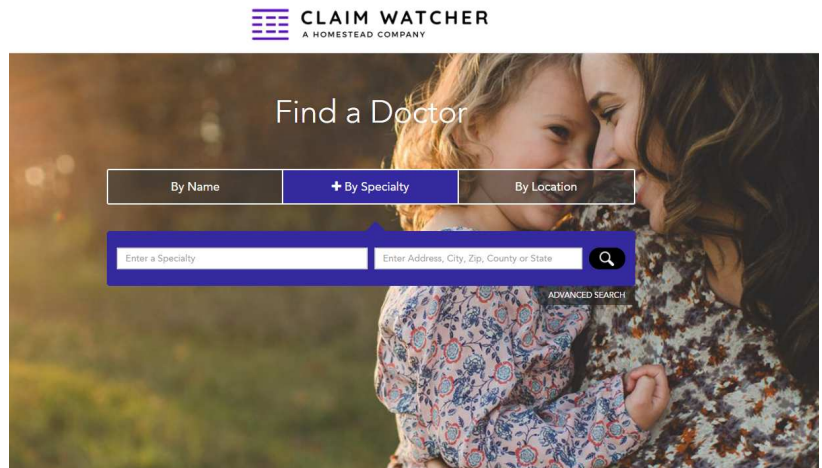 CLAIM WATCHER
A HOMESTEAD COMPANY
Find a Doctor
By Name
+ By Specialty
By Location
Enter a Specialty
Enter Address, City, Zip, County or State
ADVANCED SEARCH